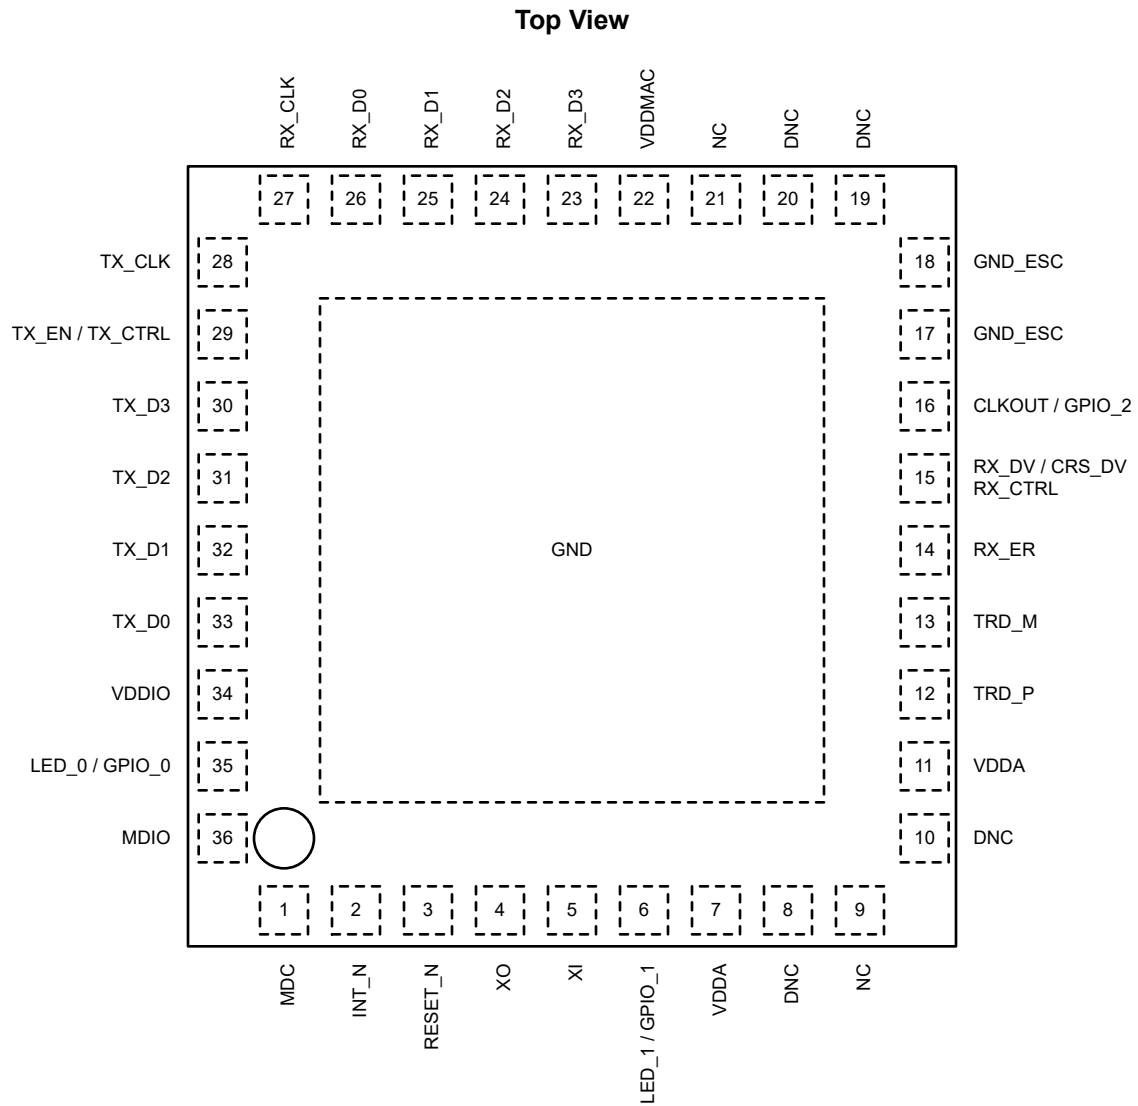 Top View
RX_CLK
RX_D0
RX_D1
RX_D2
RX_D3
VDDMAC
NC
DNC
DNC
27
26
25
24
23
22
21
20
19
TX_CLK
28
18
GND_ESC
TX_EN / TX_CTRL
29
17
GND_ESC
TX_D3
30
16
CLKOUT / GPIO_2
TX_D2
31
15
RX_DV / CRS_DV
RX_CTRL
TX_D1
32
GND
14
RX_ER
TX_D0
33
13
TRD_M
VDDIO
34
12
TRD_P
LED_0 / GPIO_0
35
11
VDDA
MDIO
36
10
DNC
1
2
3
4
5
6
7
8
9
MDC
INT_N
RESET_N
XO
XI
LED_1 / GPIO_1
VDDA
DNC
NC